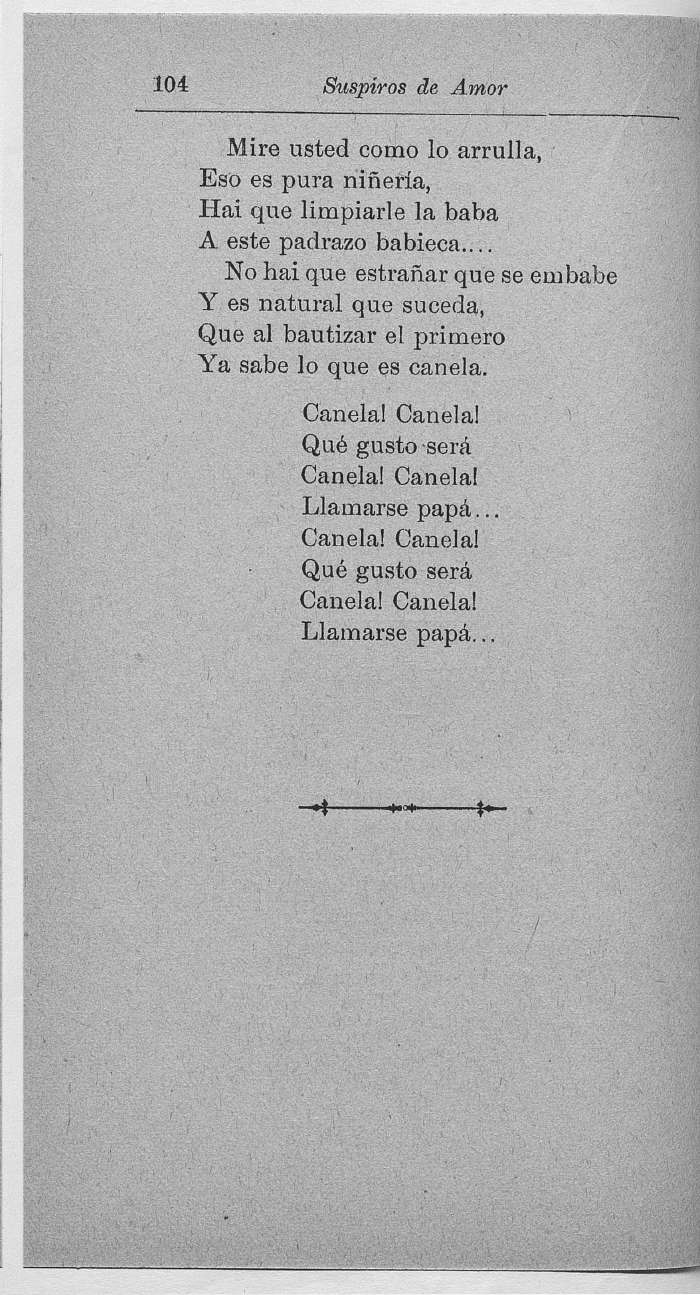 104 Suspiros de Amor
Mire usted como lo arrulla,
Eso es pura niñería,
Hai que limpiarle la baba
A este padrazo babieca....
No hai que estrañar que se embabe
Y es natural que suceda,
Que al bautizar el primero
Ya sabe lo que es canela.
Canela! Canela!
Qué gusto será
Canela! Canela!
Llamarse papá...
Canela! Canela!
Qué gusto será
Canela! Canela!
Llamarse papá...